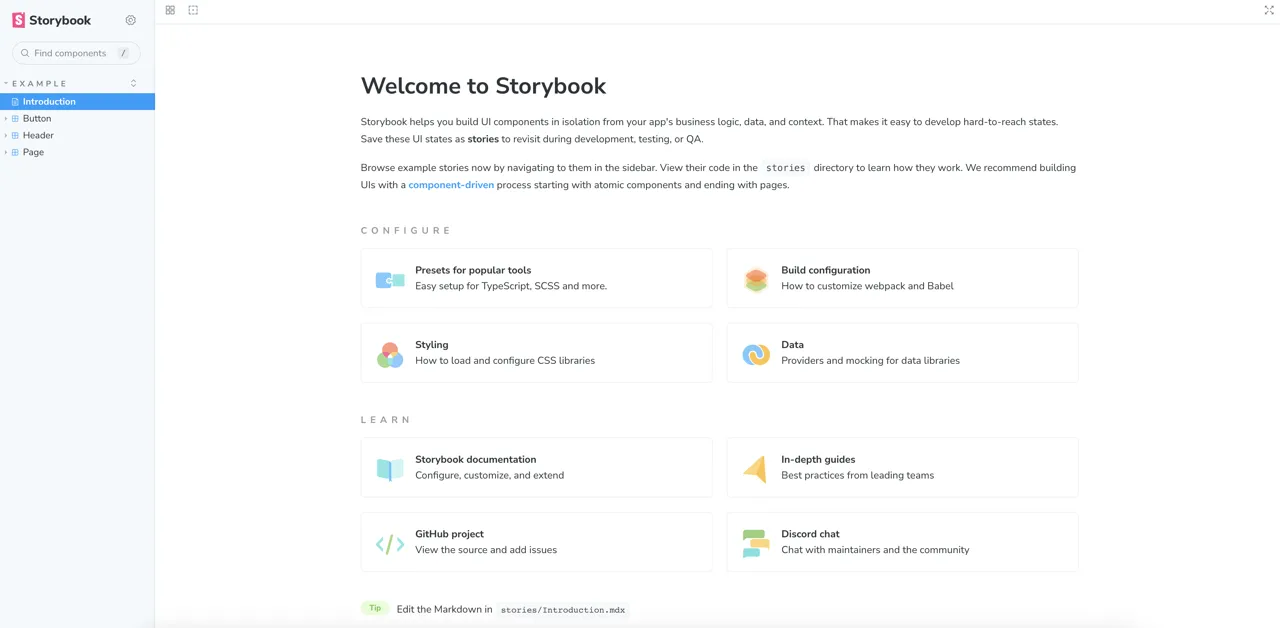 Storybook
Find components /
EXAMPLE
Introduction
Button
Header
Page
Welcome to Storybook
Storybook helps you build UI components in isolation from your app's business logic, data, and context. That makes it easy to develop hard-to-reach states.
Save these UI states as stories to revisit during development, testing, or QA.
Browse example stories now by navigating to them in the sidebar. View their code in the stories directory to learn how they work. We recommend building
UIs with a component-driven process starting with atomic components and ending with pages.
CONFIGURE
Presets for popular tools
Easy setup for TypeScript, SCSS and more.
Build configuration
How to customize webpack and Babel
Styling
How to load and configure CSS libraries
Data
Providers and mocking for data libraries
LEARN
Storybook documentation
Configure, customize, and extend
In-depth guides
Best practices from leading teams
GitHub project
View the source and add issues
Discord chat
Chat with maintainers and the community
Tip Edit the Markdown in stories/Introduction.mdx